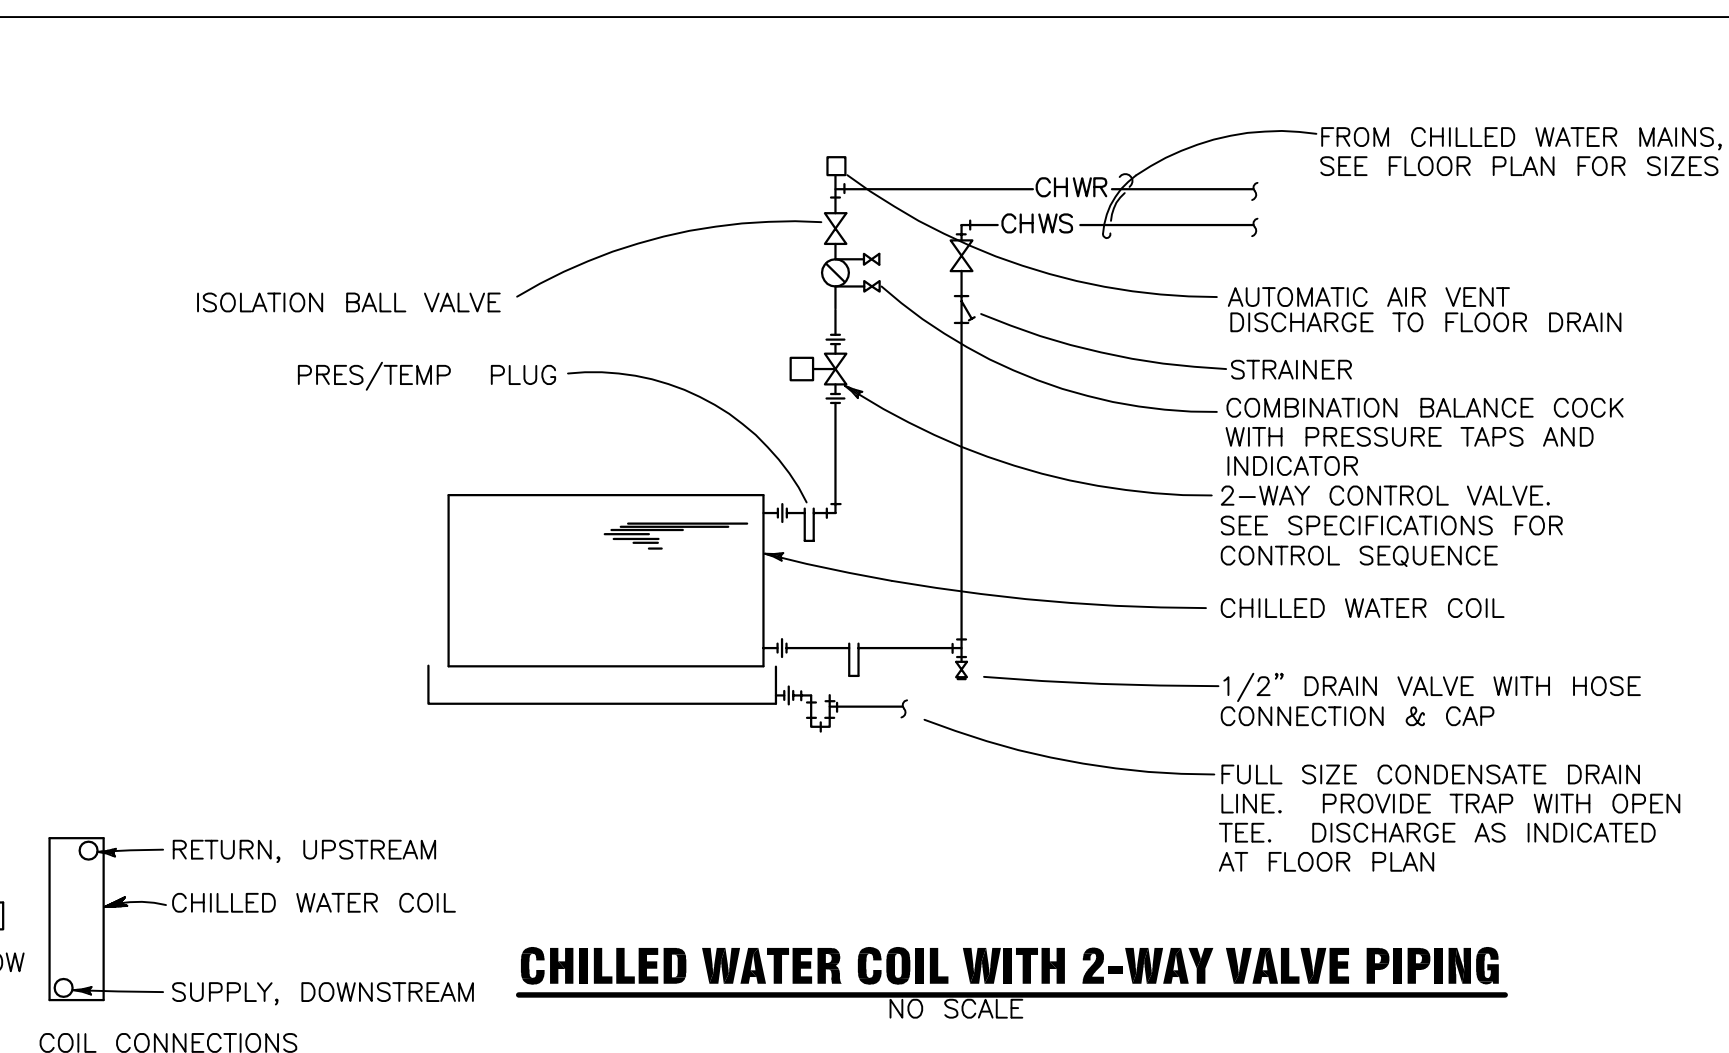 FROM CHILLED WATER MAINS,
SEE FLOOR PLAN FOR SIZES
CHWR
CHWS
ISOLATION BALL VALVE
AUTOMATIC AIR VENT
DISCHARGE TO FLOOR DRAIN
PRES/TEMP PLUG
STRAINER
COMBINATION BALANCE COCK
WITH PRESSURE TAPS AND
INDICATOR
2-WAY CONTROL VALVE.
SEE SPECIFICATIONS FOR
CONTROL SEQUENCE
CHILLED WATER COIL
1/2" DRAIN VALVE WITH HOSE
CONNECTION & CAP
FULL SIZE CONDENSATE DRAIN
LINE. PROVIDE TRAP WITH OPEN
TEE. DISCHARGE AS INDICATED
AT FLOOR PLAN
RETURN, UPSTREAM
CHILLED WATER COIL
SUPPLY, DOWNSTREAM
COIL CONNECTIONS
CHILLED WATER COIL WITH 2-WAY VALVE PIPING
NO SCALE